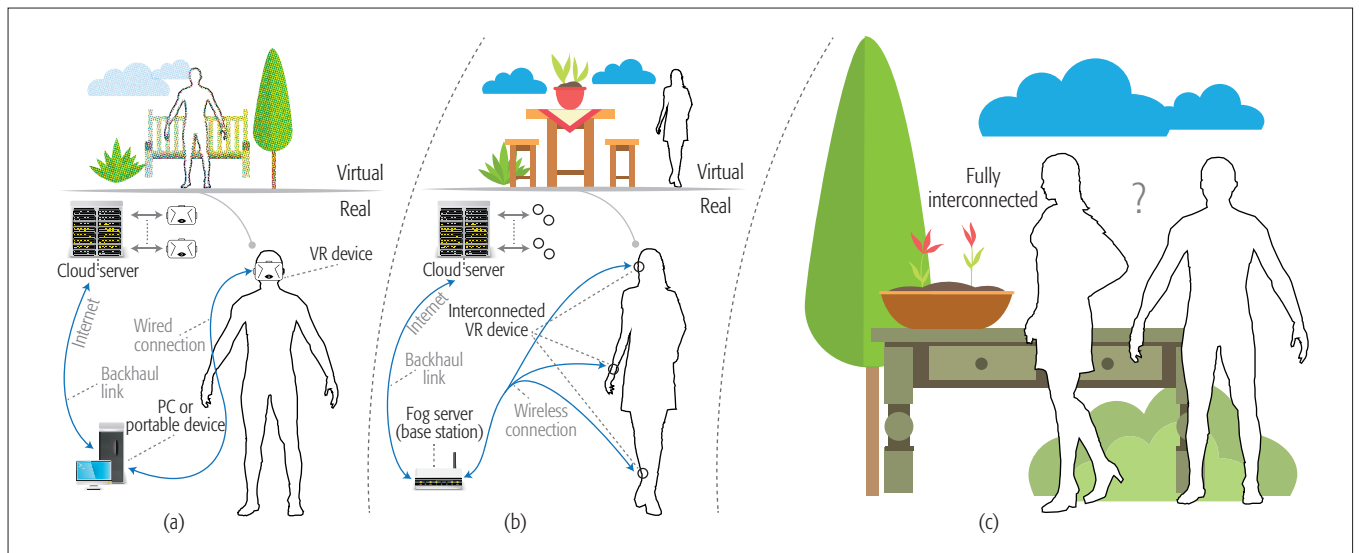 Virtual
Real
Cloud server
VR device
Internet
Wired
connection
Backhaul
link
PC or
portable device
(a)
Virtual
Real
Cloud server
Internet
Interconnected
VR device
Backhaul
link
Fog server
(base station)
Wireless
connection
(b)
Fully
interconnected
?
(c)